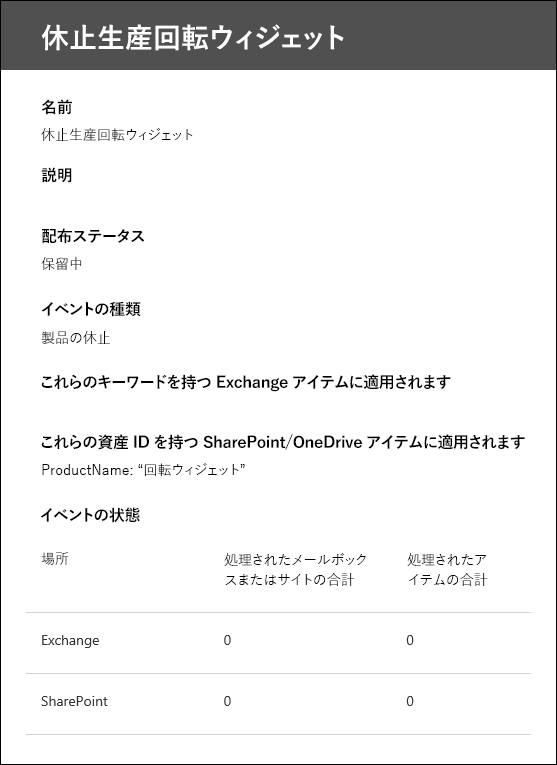 休止生産回転ウィジェット
名前
休止生産回転ウィジェット
説明
配布ステータス
保留中
イベントの種類
製品の休止
これらのキーワードを持つ Exchange アイテムに適用されます
これらの資産 ID を持つ SharePoint/OneDrive アイテムに適用されます
ProductName: “回転ウィジェット”
イベントの状態
場所 処理されたメールボック 処理されたア
スまたはサイトの合計 イテムの合計
Exchange 0 0
SharePoint 0 0